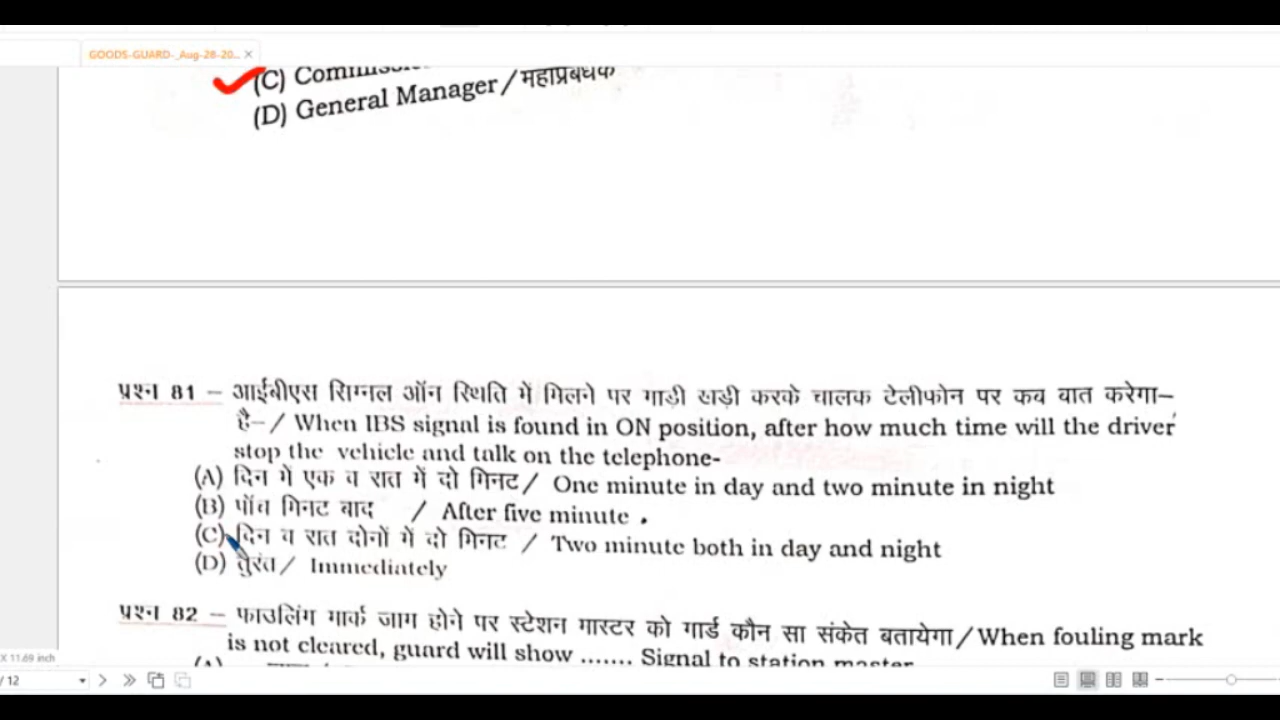 GOODS-GUARD-_Aug-28-20...
(C)
(D) General Manager / महाप्रबंधक
प्रश्न 81 – आईबीएस सिग्नल ऑन स्थिति में मिलने पर गाड़ी खड़ी करके चालक टेलीफोन पर कब बात करेगा–
है–/ When IBS signal is found in ON position, after how much time will the driver
stop the vehicle and talk on the telephone-
(A) दिन में एक व रात में दो मिनट / One minute in day and two minute in night
(B) पाँच मिनट बाद / After five minute .
(C) दिन व रात दोनों में दो मिनट / Two minute both in day and night
(D) तुरंत / Immediately
प्रश्न 82 – फाउलिंग मार्क जाम होने पर स्टेशन मास्टर को गार्ड कौन सा संकेत बतायेगा / When fouling mark
is not cleared, guard will show ....... Signal to station master
X 11.69 inch
/ 12